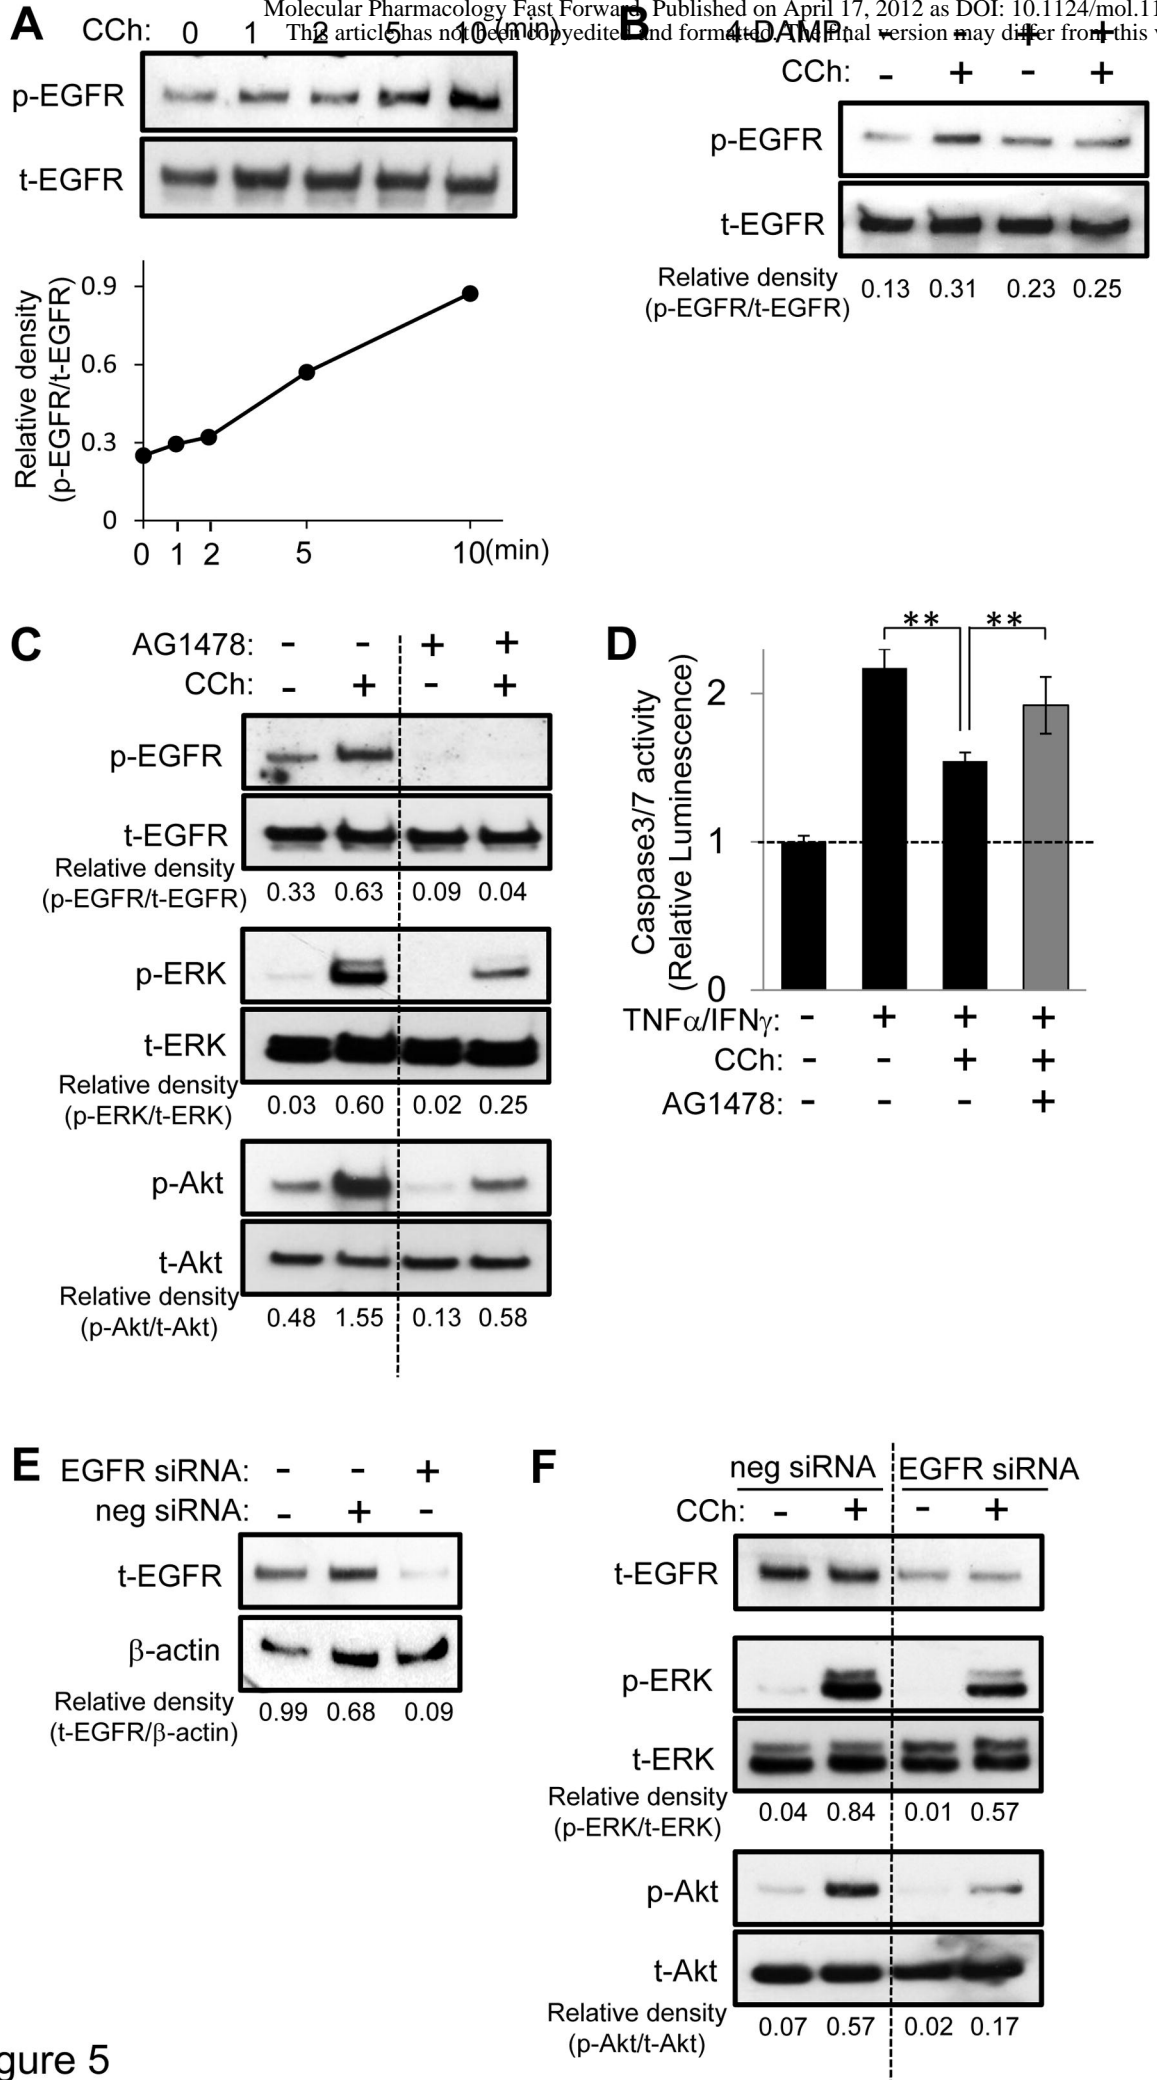 Molecular Pharmacology Fast Forward. Published on April 17, 2012 as DOI: 10.1124/mol.11
This article has not been copyedited and formatted. The final version may differ from this v
A
CCh: 0 1 2 5 10 (min)
p-EGFR
t-EGFR
Relative density
(p-EGFR/t-EGFR)
0.9
0.6
0.3
0
0 1 2 5 10(min)
B
4-DAMP: - - + +
CCh: - + - +
p-EGFR
t-EGFR
Relative density
(p-EGFR/t-EGFR)
0.13 0.31 0.23 0.25
C
AG1478: - - + +
CCh: - + - +
p-EGFR
t-EGFR
Relative density
(p-EGFR/t-EGFR)
0.33 0.63 0.09 0.04
p-ERK
t-ERK
Relative density
(p-ERK/t-ERK)
0.03 0.60 0.02 0.25
p-Akt
t-Akt
Relative density
(p-Akt/t-Akt)
0.48 1.55 0.13 0.58
D
** **
Caspase3/7 activity
(Relative Luminescence)
2
1
0
TNFα/IFNγ: - + + +
CCh: - - + +
AG1478: - - - +
E
EGFR siRNA: - - +
neg siRNA: - + -
t-EGFR
β-actin
Relative density
(t-EGFR/β-actin)
0.99 0.68 0.09
F
neg siRNA EGFR siRNA
CCh: - + - +
t-EGFR
p-ERK
t-ERK
Relative density
(p-ERK/t-ERK)
0.04 0.84 0.01 0.57
p-Akt
t-Akt
Relative density
(p-Akt/t-Akt)
0.07 0.57 0.02 0.17
gure 5